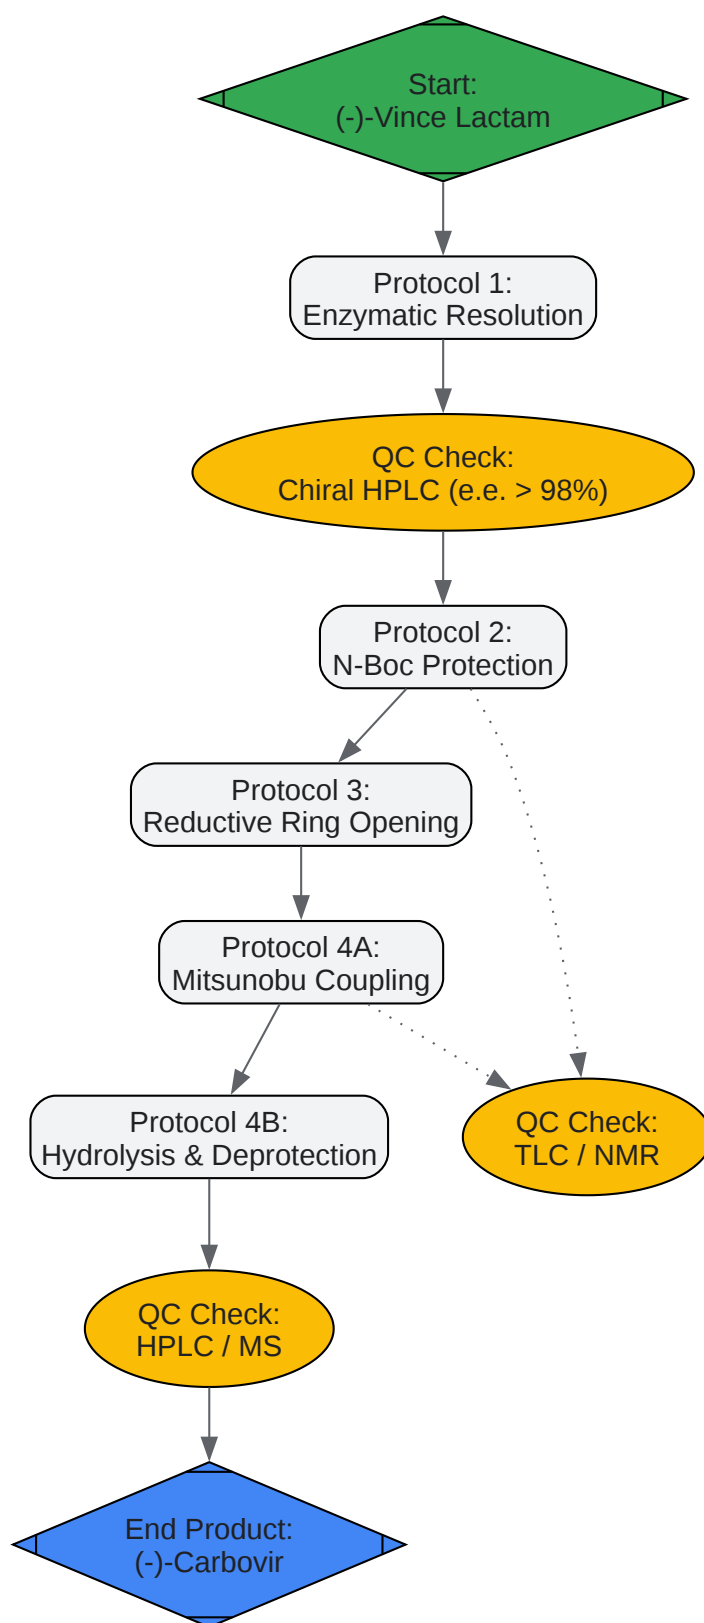 Start:
(-)-Vince Lactam
Protocol 1:
Enzymatic Resolution
QC Check:
Chiral HPLC (e.e. > 98%)
Protocol 2:
N-Boc Protection
Protocol 3:
Reductive Ring Opening
Protocol 4A:
Mitsunobu Coupling
Protocol 4B:
Hydrolysis & Deprotection
QC Check:
TLC / NMR
QC Check:
HPLC / MS
End Product:
(-)-Carbovir